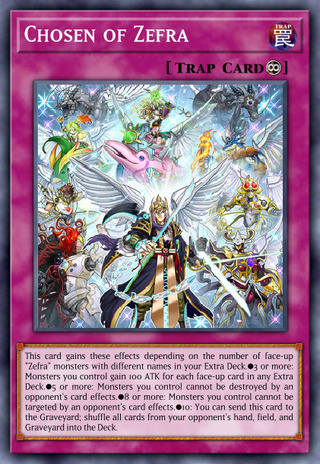 Chosen of Zefra
TRAP
罠
[Trap Card∞]
This card gains these effects depending on the number of face-up
"Zefra" monsters with different names in your Extra Deck.●3 or more:
Monsters you control gain 100 ATK for each face-up card in any Extra
Deck.●5 or more: Monsters you control cannot be destroyed by an
opponent's card effects.●8 or more: Monsters you control cannot be
targeted by an opponent's card effects.●10: You can send this card to
the Graveyard; shuffle all cards from your opponent's hand, field, and
Graveyard into the Deck.